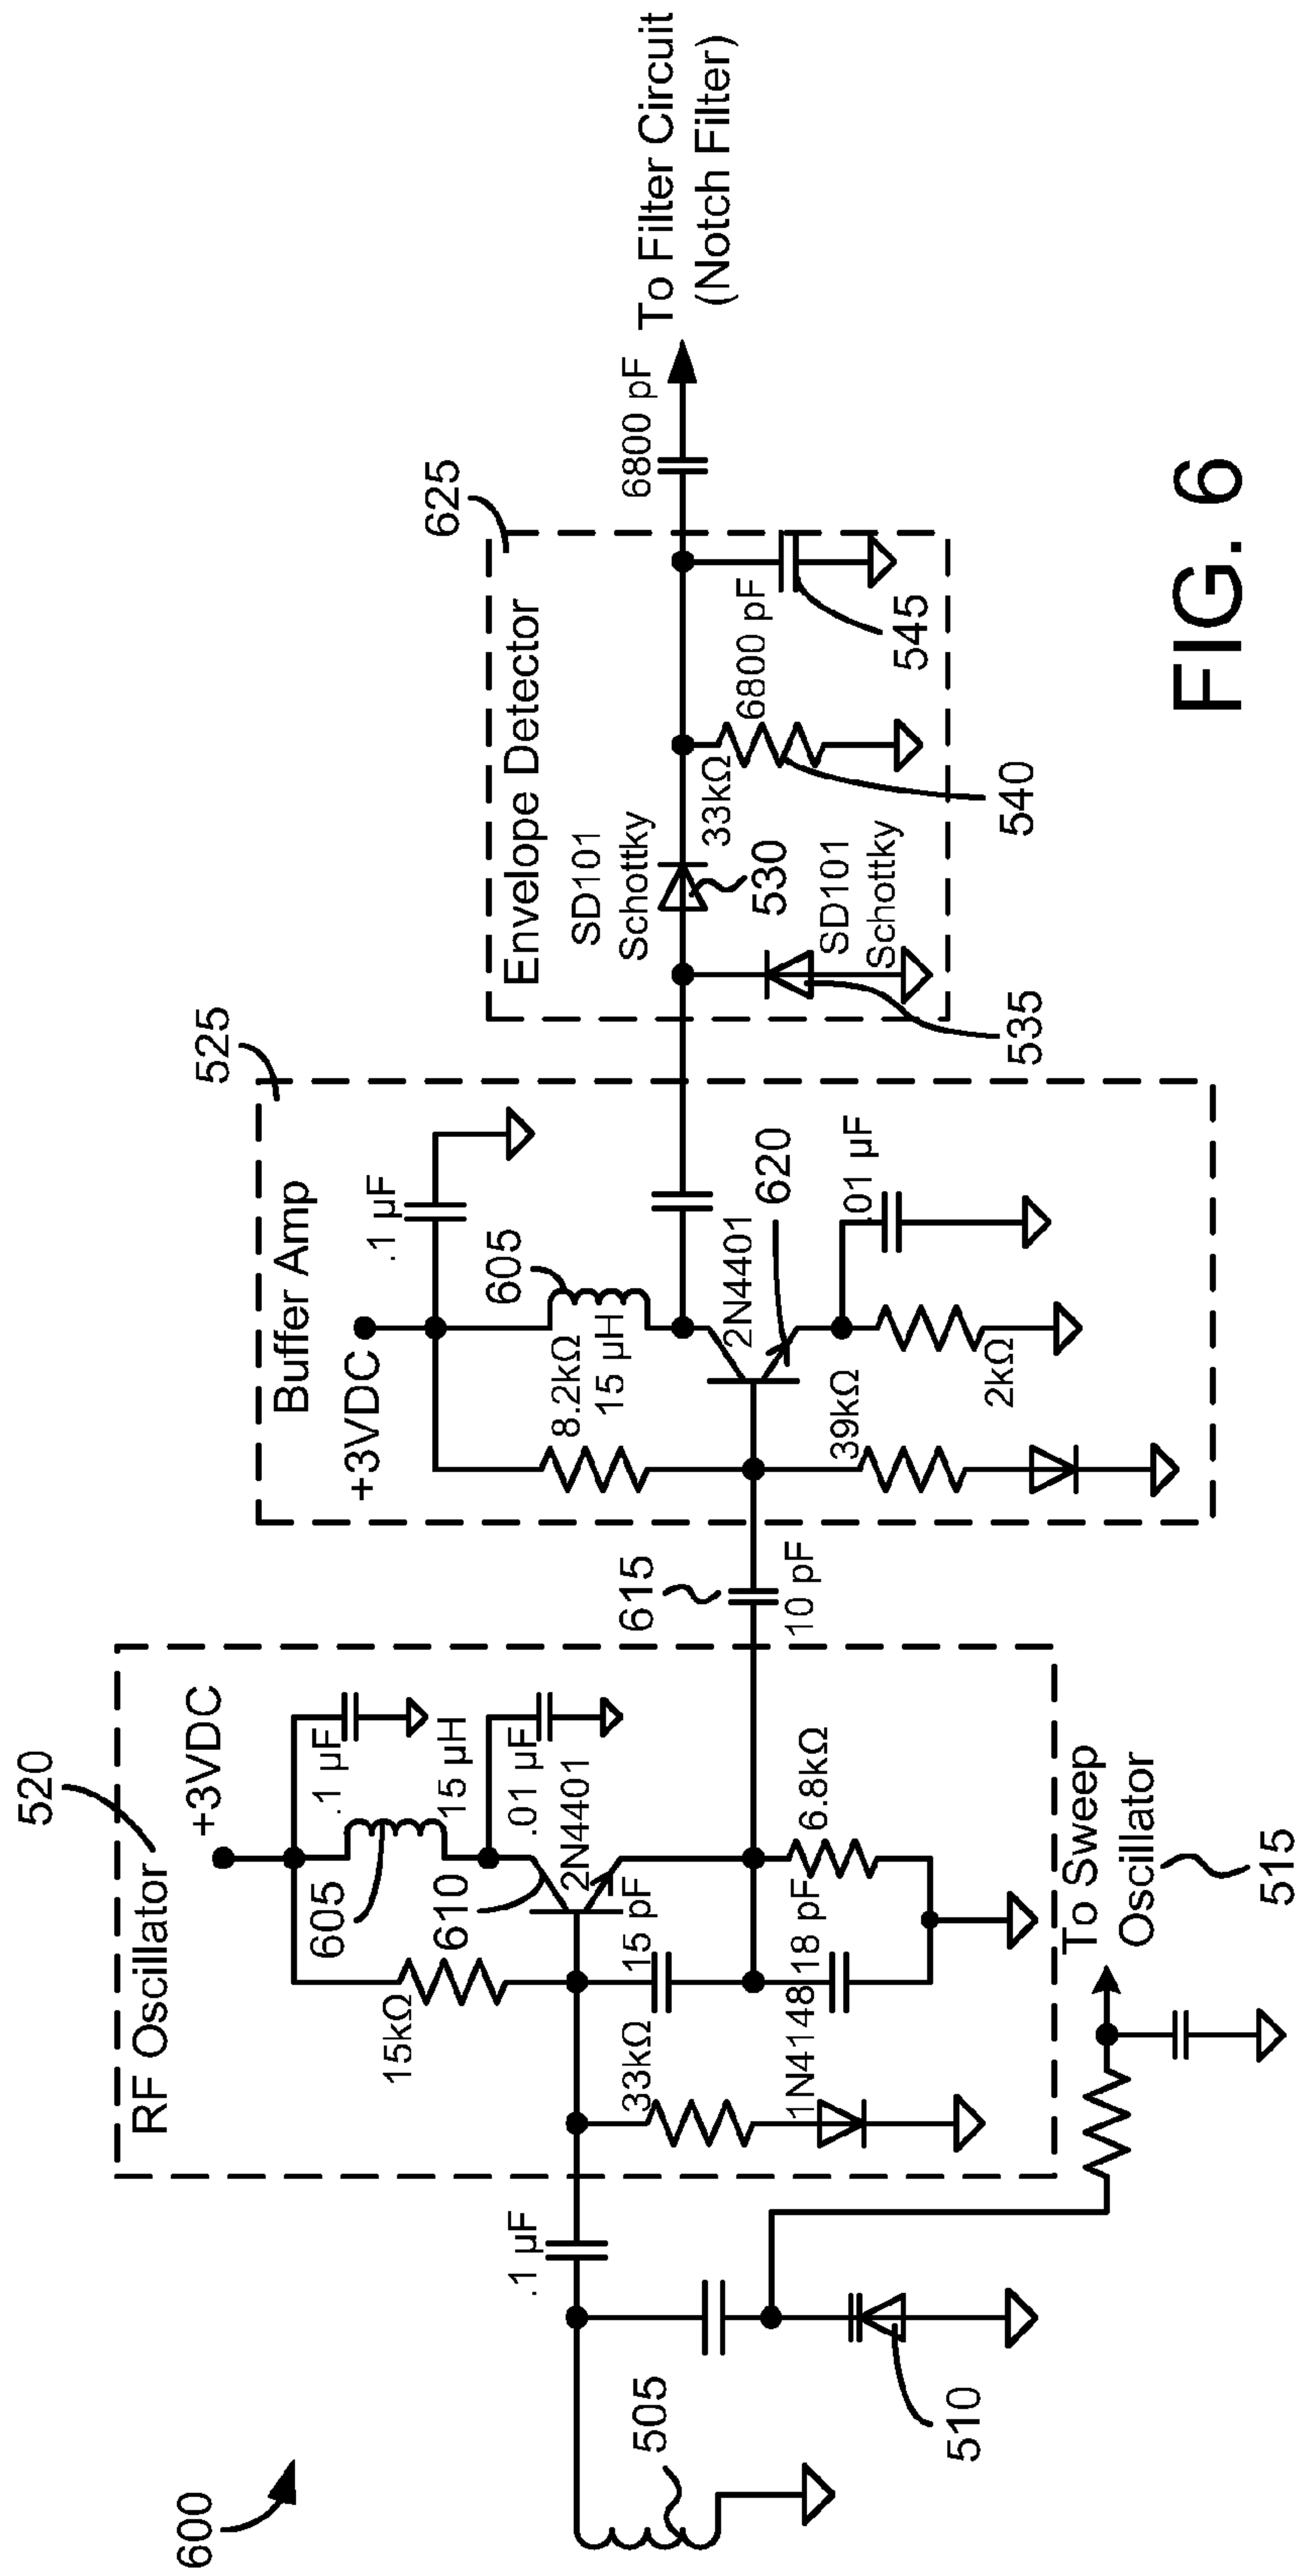 600
505
510
.1 µF
520
RF Oscillator
+3VDC
.1 µF
605
15 µH
15kΩ
610
.01 µF
2N4401
33kΩ
15 pF
1N4148
18 pF
6.8kΩ
To Sweep
Oscillator
515
615
10 pF
525
Buffer Amp
+3VDC
.1 µF
605
8.2kΩ
15 µH
2N4401
620
39kΩ
.01 µF
2kΩ
625
Envelope Detector
SD101
Schottky
530
SD101
Schottky
535
33kΩ
540
6800 pF
545
6800 pF
To Filter Circuit
(Notch Filter)
FIG. 6